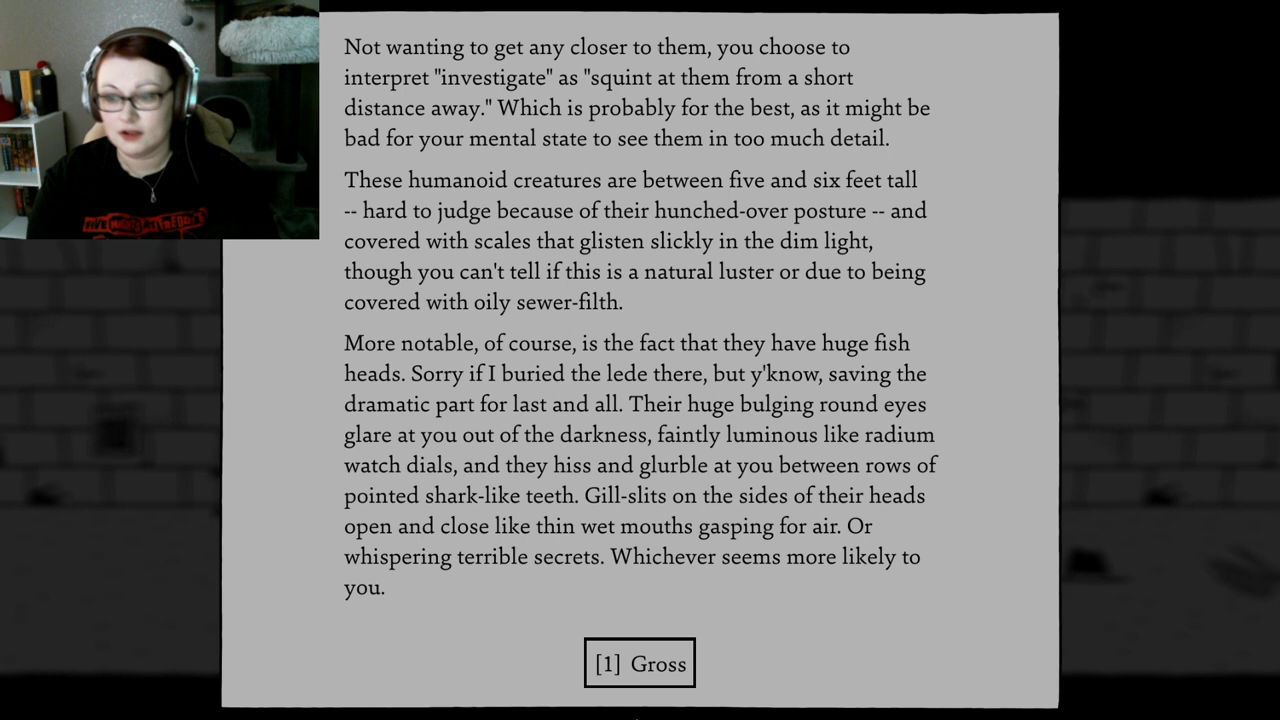 Not wanting to get any closer to them, you choose to
interpret "investigate" as "squint at them from a short
distance away." Which is probably for the best, as it might be
bad for your mental state to see them in too much detail.
These humanoid creatures are between five and six feet tall
-- hard to judge because of their hunched-over posture -- and
covered with scales that glisten slickly in the dim light,
though you can't tell if this is a natural luster or due to being
covered with oily sewer-filth.
More notable, of course, is the fact that they have huge fish
heads. Sorry if I buried the lede there, but y'know, saving the
dramatic part for last and all. Their huge bulging round eyes
glare at you out of the darkness, faintly luminous like radium
watch dials, and they hiss and glurble at you between rows of
pointed shark-like teeth. Gill-slits on the sides of their heads
open and close like thin wet mouths gasping for air. Or
whispering terrible secrets. Whichever seems more likely to
you.
[1] Gross
FIVE NIGHTS AT FREDDY'S